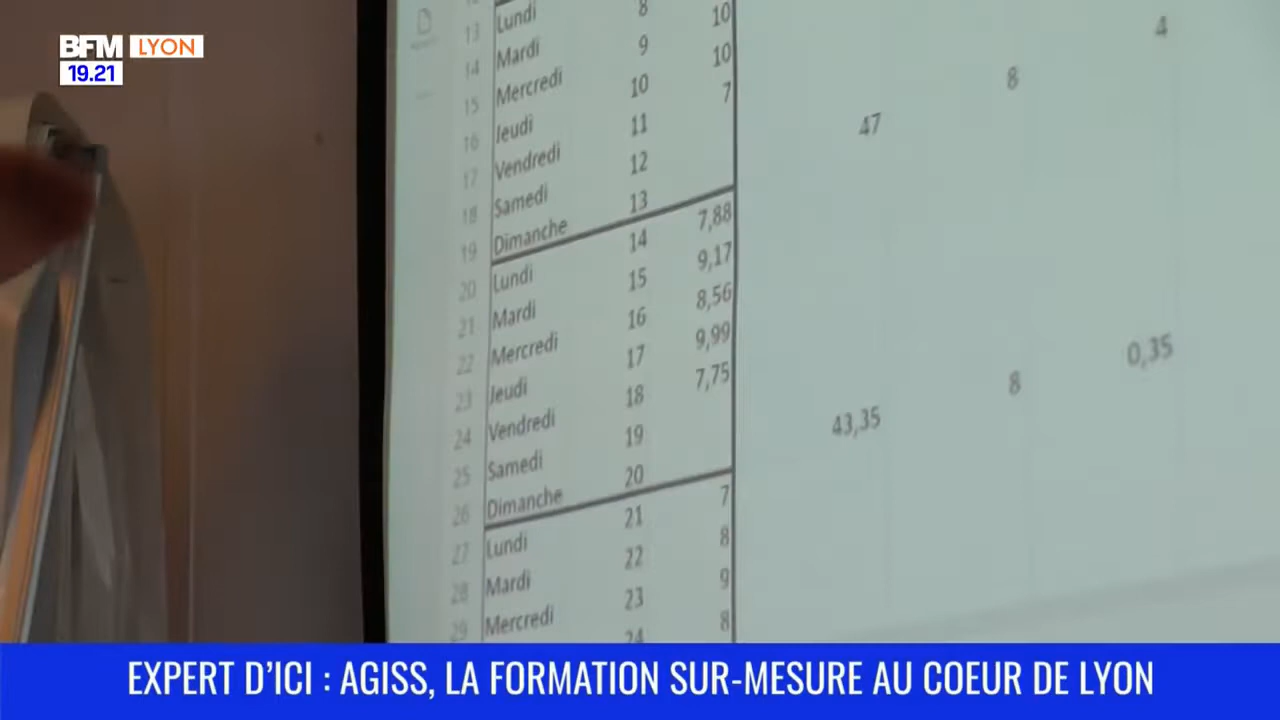 BFM LYON
19.21
13 Lundi
14 Mardi 8
15 Mercredi 9 10
16 Jeudi 10 10
17 Vendredi 11 7
18 Samedi 12
19 Dimanche 13 47 8 4
20 Lundi 14 7,88
21 Mardi 15 9,17
22 Mercredi 16 8,56
23 Jeudi 17 9,99
24 Vendredi 18 7,75
25 Samedi 19
26 Dimanche 20 43,35 8 0,35
27 Lundi 21 7
28 Mardi 22 8
29 Mercredi 23 9
24 8
EXPERT D'ICI : AGISS, LA FORMATION SUR-MESURE AU COEUR DE LYON